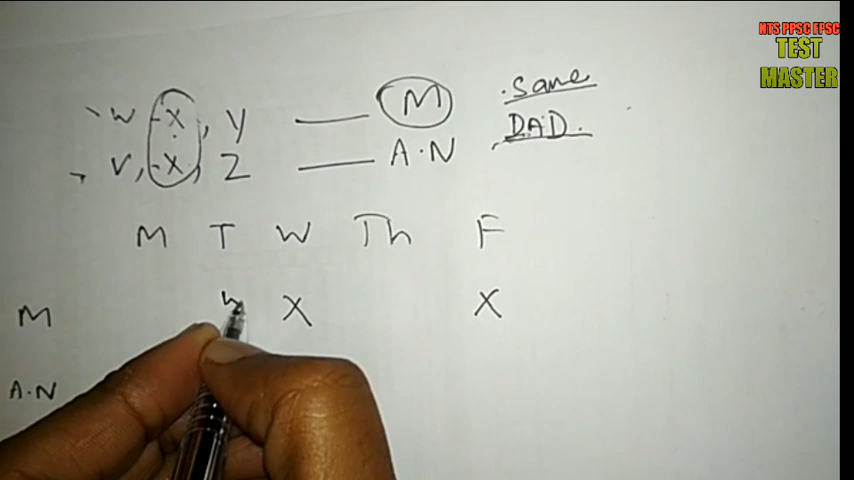 NTS PPSC FPSC
TEST
MASTER
W -X, Y —— M .Same
V, -X, Z —— A.N DAD.
M T W Th F
M W X X
A.N